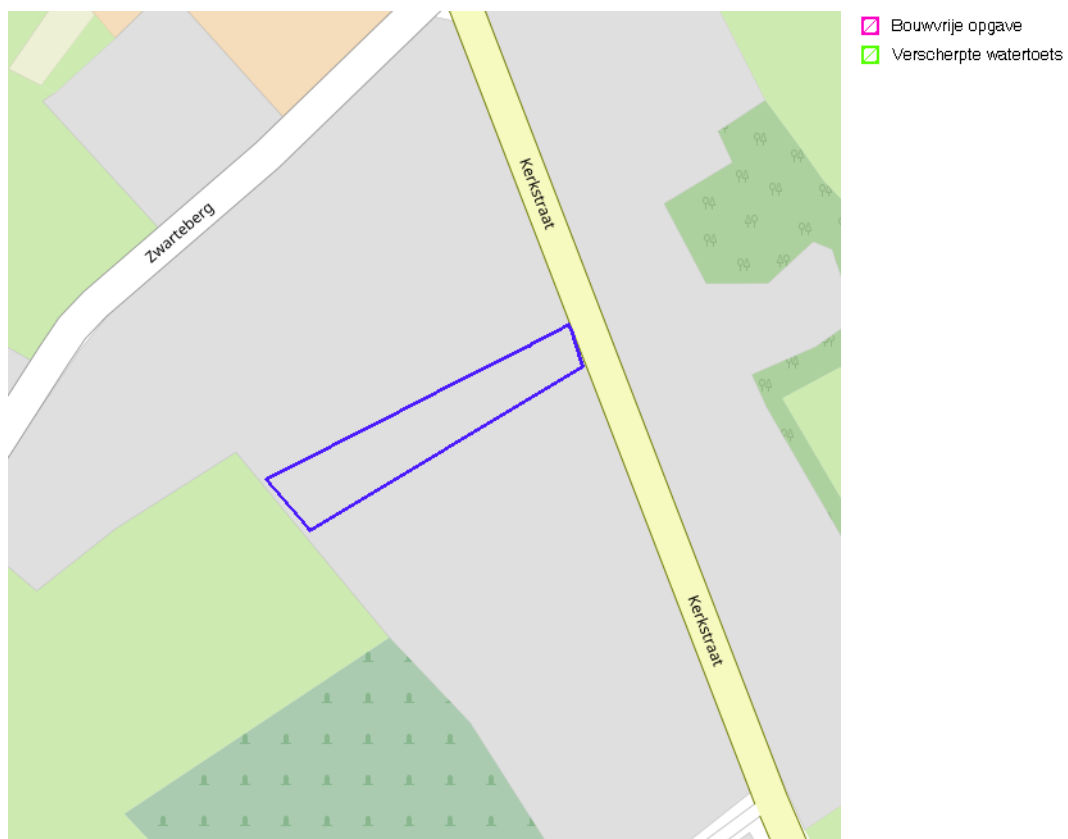 Bouwvrije opgave
Verscherpte watertoets
Kerkstraat
Zwarteberg
Kerkstraat